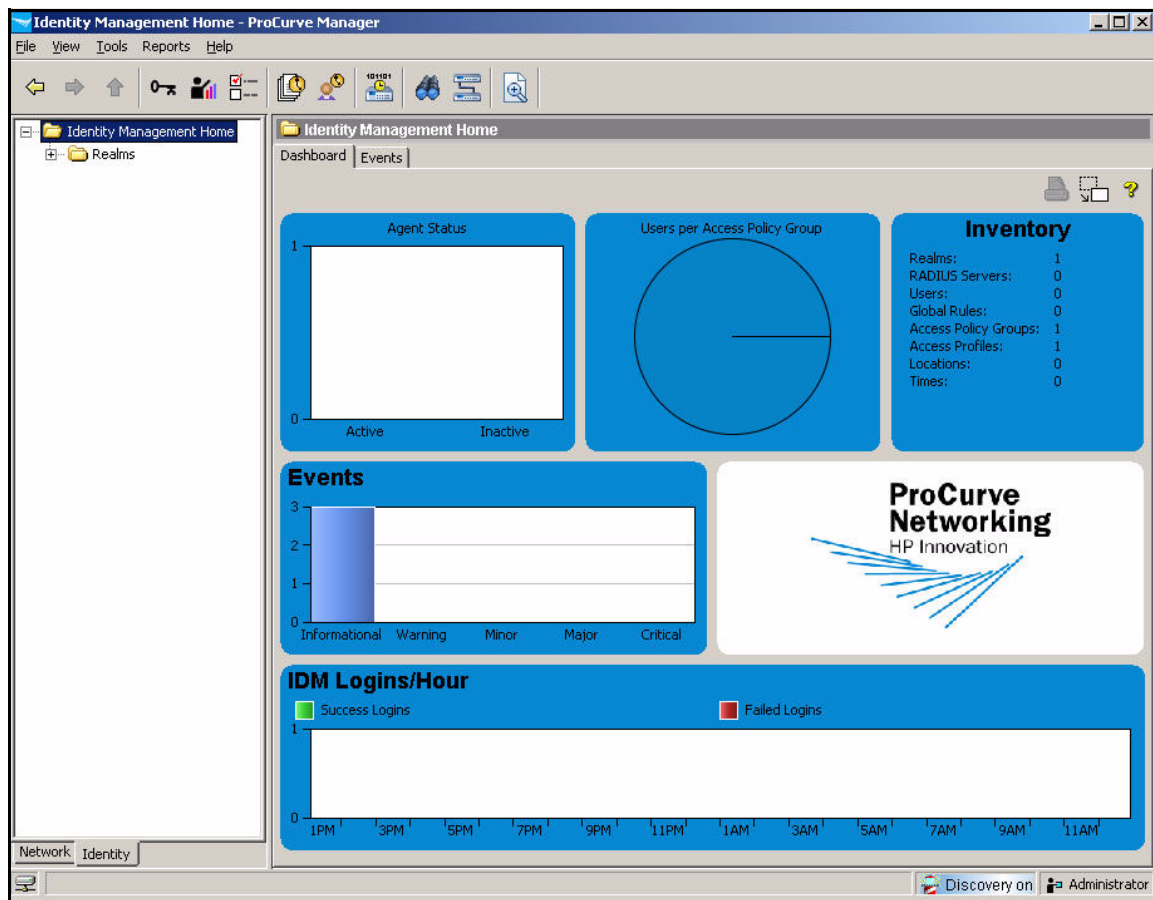 Identity Management Home - ProCurve Manager
File View Tools Reports Help
Identity Management Home
Realms
Identity Management Home
Dashboard Events
Agent Status
1
0
Active Inactive
Users per Access Policy Group
Inventory
Realms: 1
RADIUS Servers: 0
Users: 0
Global Rules: 0
Access Policy Groups: 1
Access Profiles: 1
Locations: 0
Times: 0
Events
3
2
1
0
Informational Warning Minor Major Critical
ProCurve
Networking
HP Innovation
IDM Logins/Hour
Success Logins Failed Logins
1
0
1PM 3PM 5PM 7PM 9PM 11PM 1AM 3AM 5AM 7AM 9AM 11AM
Network Identity
Discovery on Administrator